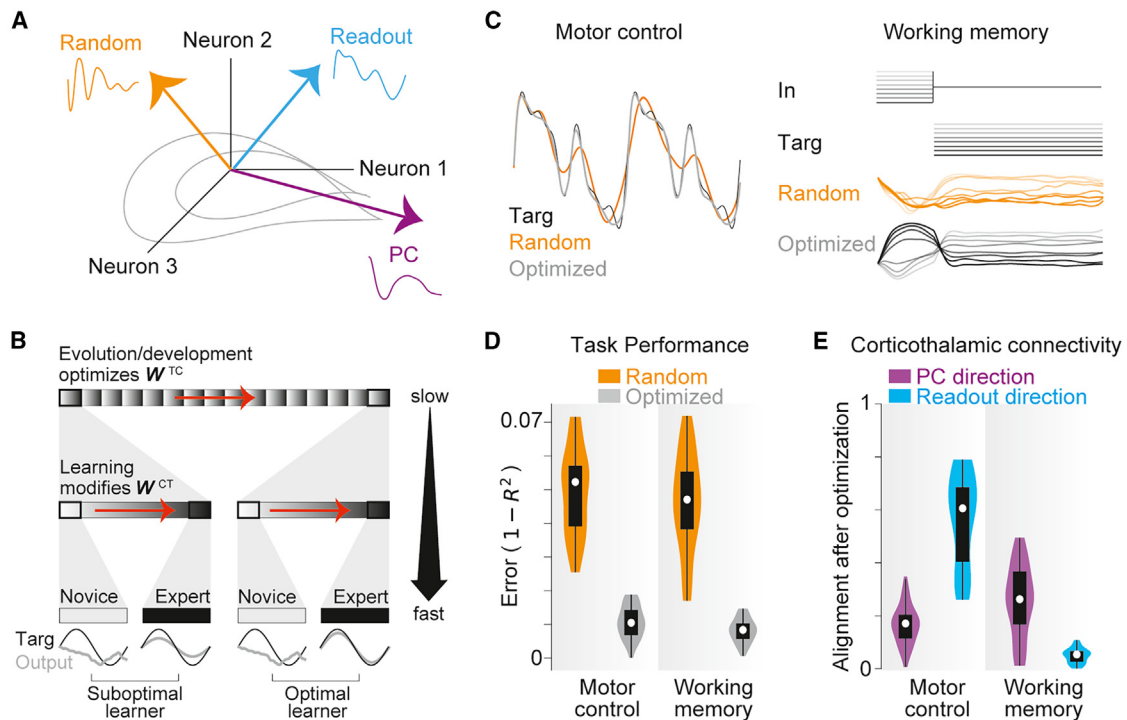 A
Random
Neuron 2
Readout
Neuron 1
Neuron 3
PC
B
Evolution/development
optimizes W TC
slow
Learning
modifies W CT
Novice
Expert
Novice
Expert
fast
Targ
Output
Suboptimal
learner
Optimal
learner
C
Motor control
Working memory
Targ
Random
Optimized
In
Targ
Random
Optimized
D
Task Performance
Random
Optimized
0.07
Error (1 − R²)
0
Motor
control
Working
memory
E
Corticothalamic connectivity
PC direction
Readout direction
1
Alignment after optimization
0
Motor
control
Working
memory